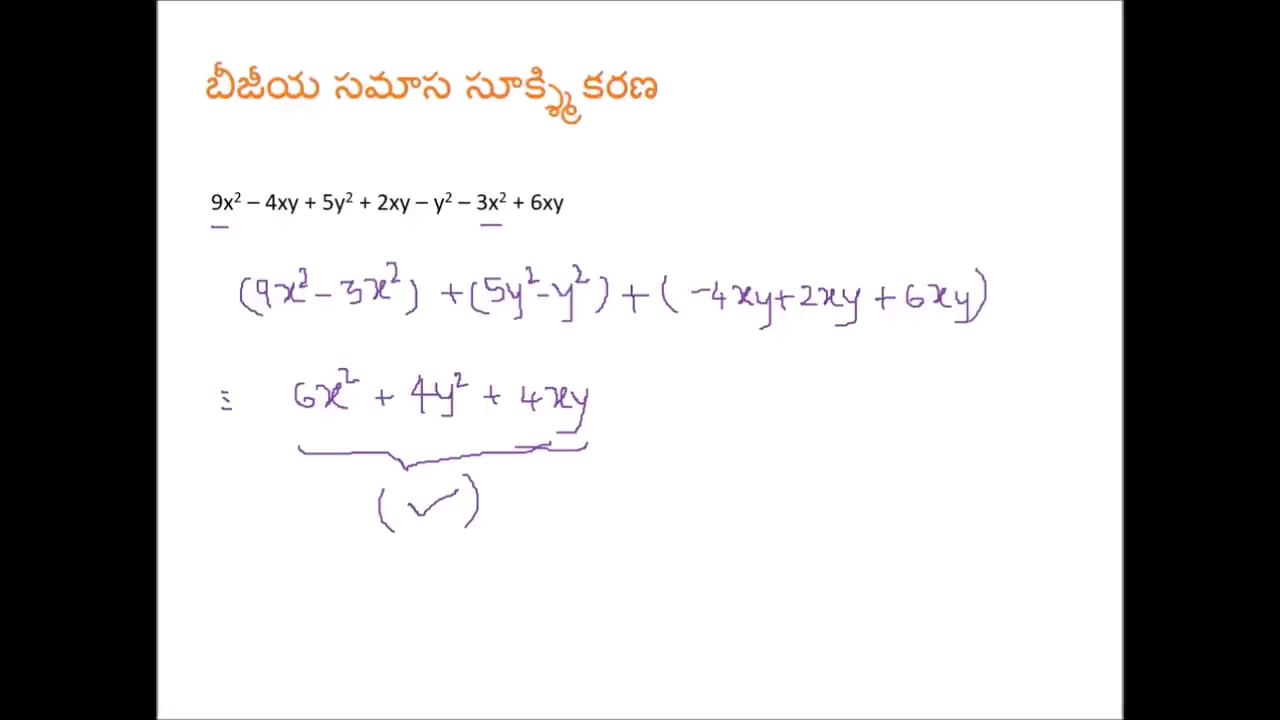 బీజీయ సమాస సూక్ష్మికరణ
9x² – 4xy + 5y² + 2xy – y² – 3x² + 6xy
(9x² - 3x²) + (5y² - y²) + (-4xy + 2xy + 6xy)
= 6x² + 4y² + 4xy
(✓)